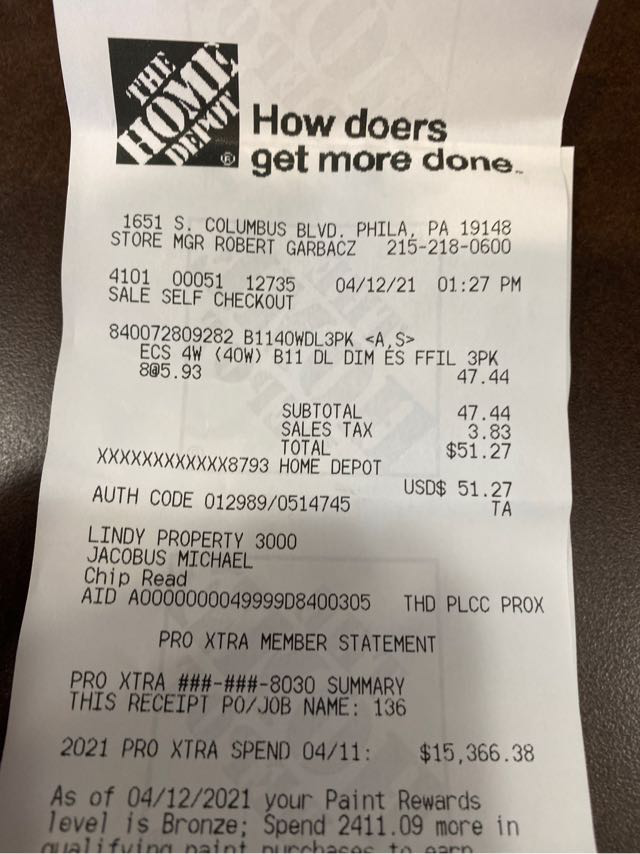 THE
HOME
DEPOT
®
How doers
get more done™
1651 S. COLUMBUS BLVD. PHILA, PA 19148
STORE MGR ROBERT GARBACZ 215-218-0600
4101 00051 12735 04/12/21 01:27 PM
SALE SELF CHECKOUT
840072809282 B1140WDL3PK <A,S>
ECS 4W (40W) B11 DL DIM ES FFIL 3PK
8@5.93 47.44
SUBTOTAL 47.44
SALES TAX 3.83
TOTAL $51.27
XXXXXXXXXXXX8793 HOME DEPOT
USD$ 51.27
AUTH CODE 012989/0514745 TA
LINDY PROPERTY 3000
JACOBUS MICHAEL
Chip Read
AID A0000000049999D8400305 THD PLCC PROX
PRO XTRA MEMBER STATEMENT
PRO XTRA ###-###-8030 SUMMARY
THIS RECEIPT PO/JOB NAME: 136
2021 PRO XTRA SPEND 04/11: $15,366.38
As of 04/12/2021 your Paint Rewards
level is Bronze; Spend 2411.09 more in
qualifying paint purchases to earn